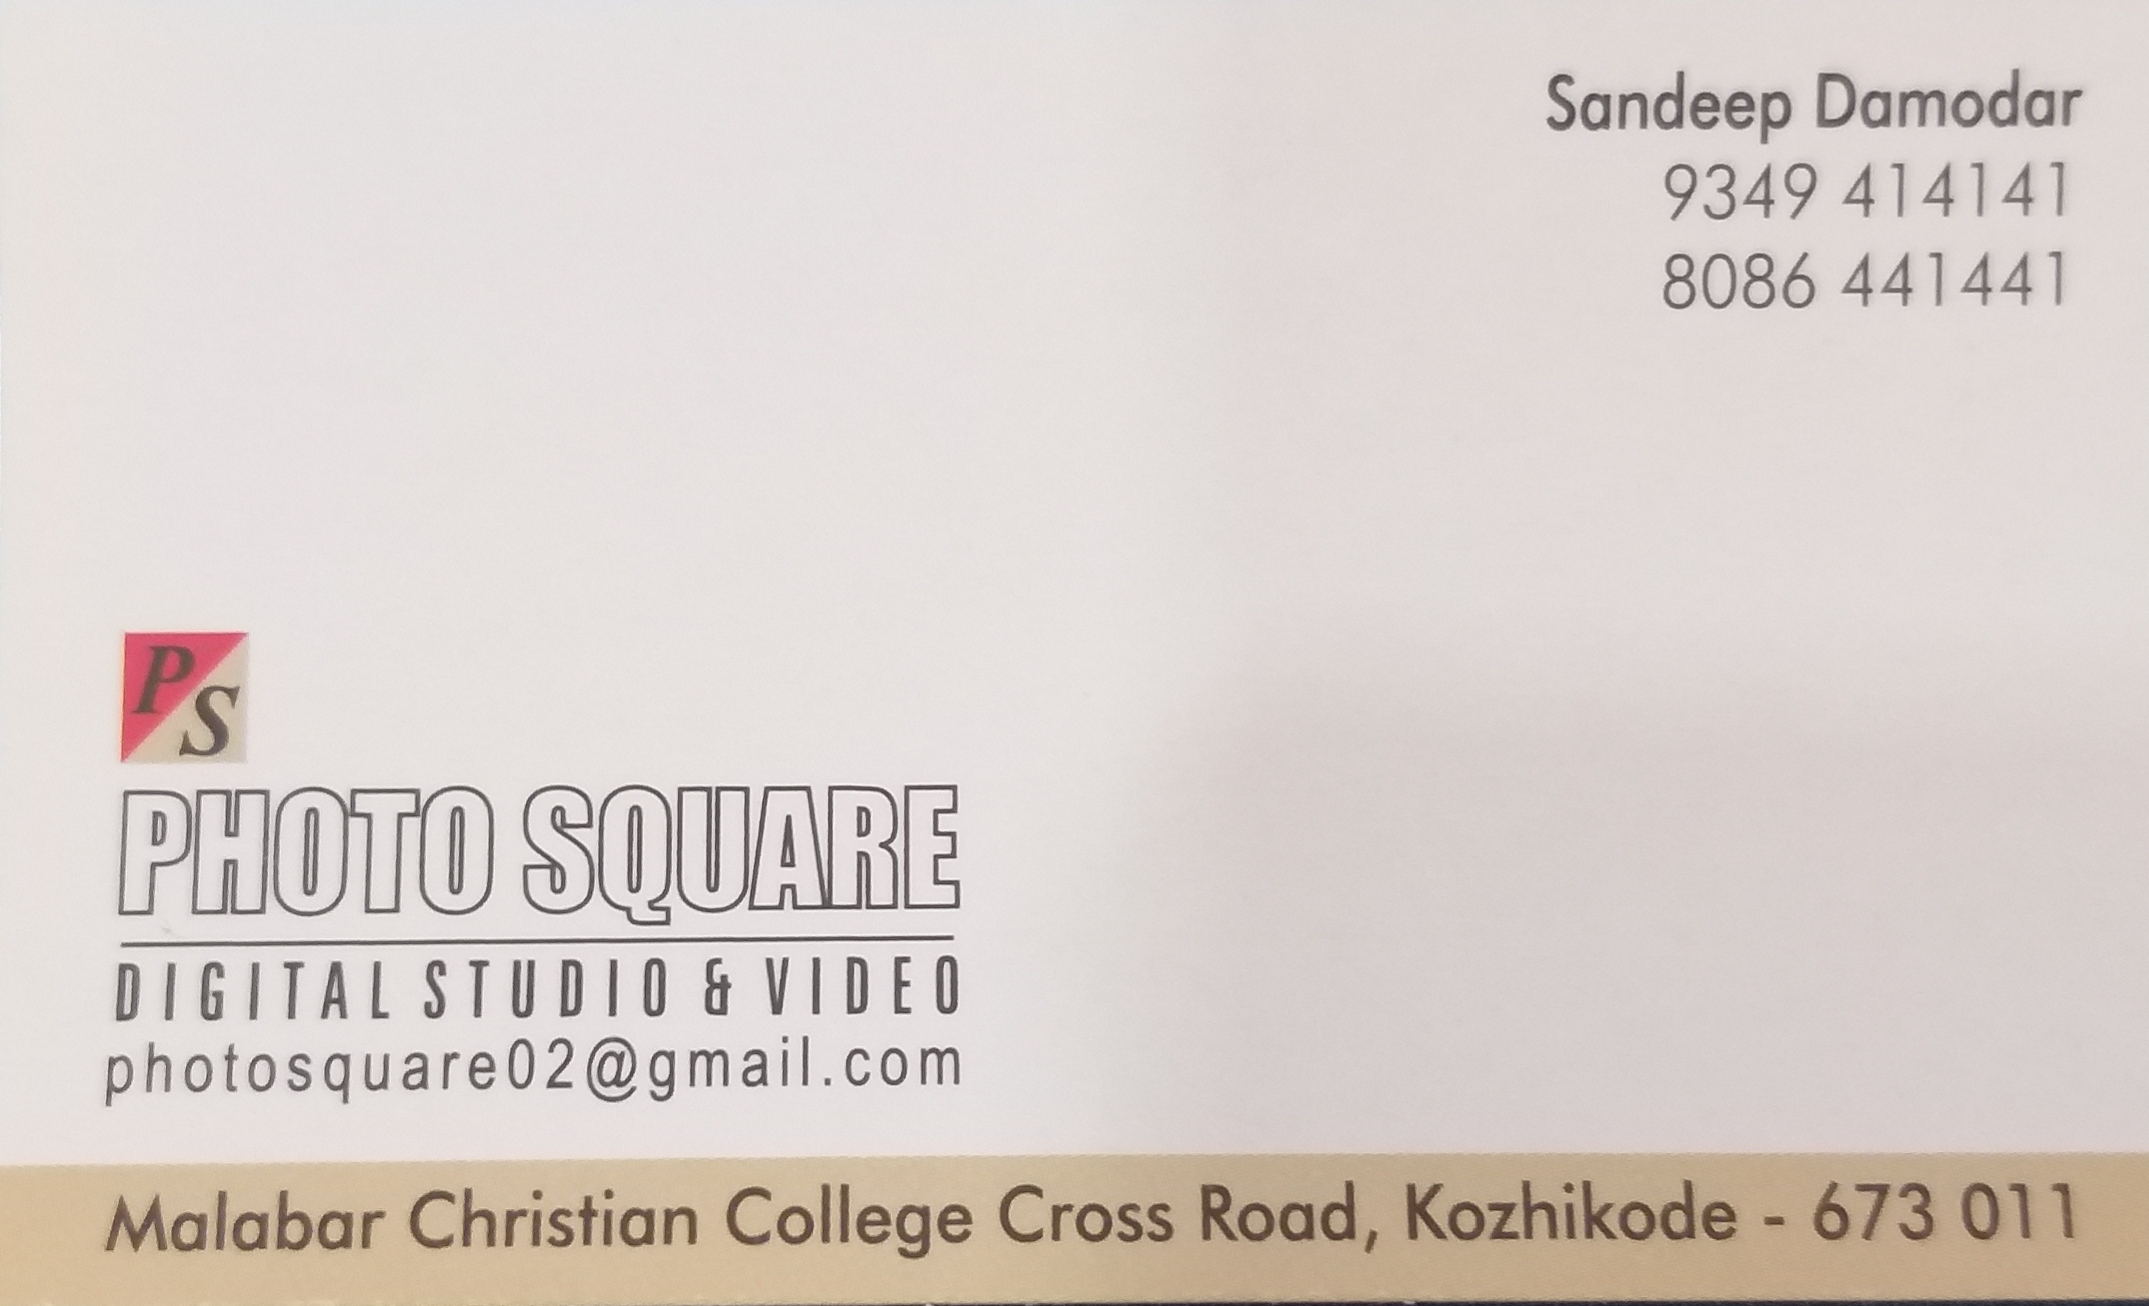 Sandeep Damodar
9349 414141
8086 441441
PS
PHOTO SQUARE
DIGITAL STUDIO & VIDEO
photosquare02@gmail.com
Malabar Christian College Cross Road, Kozhikode - 673 011